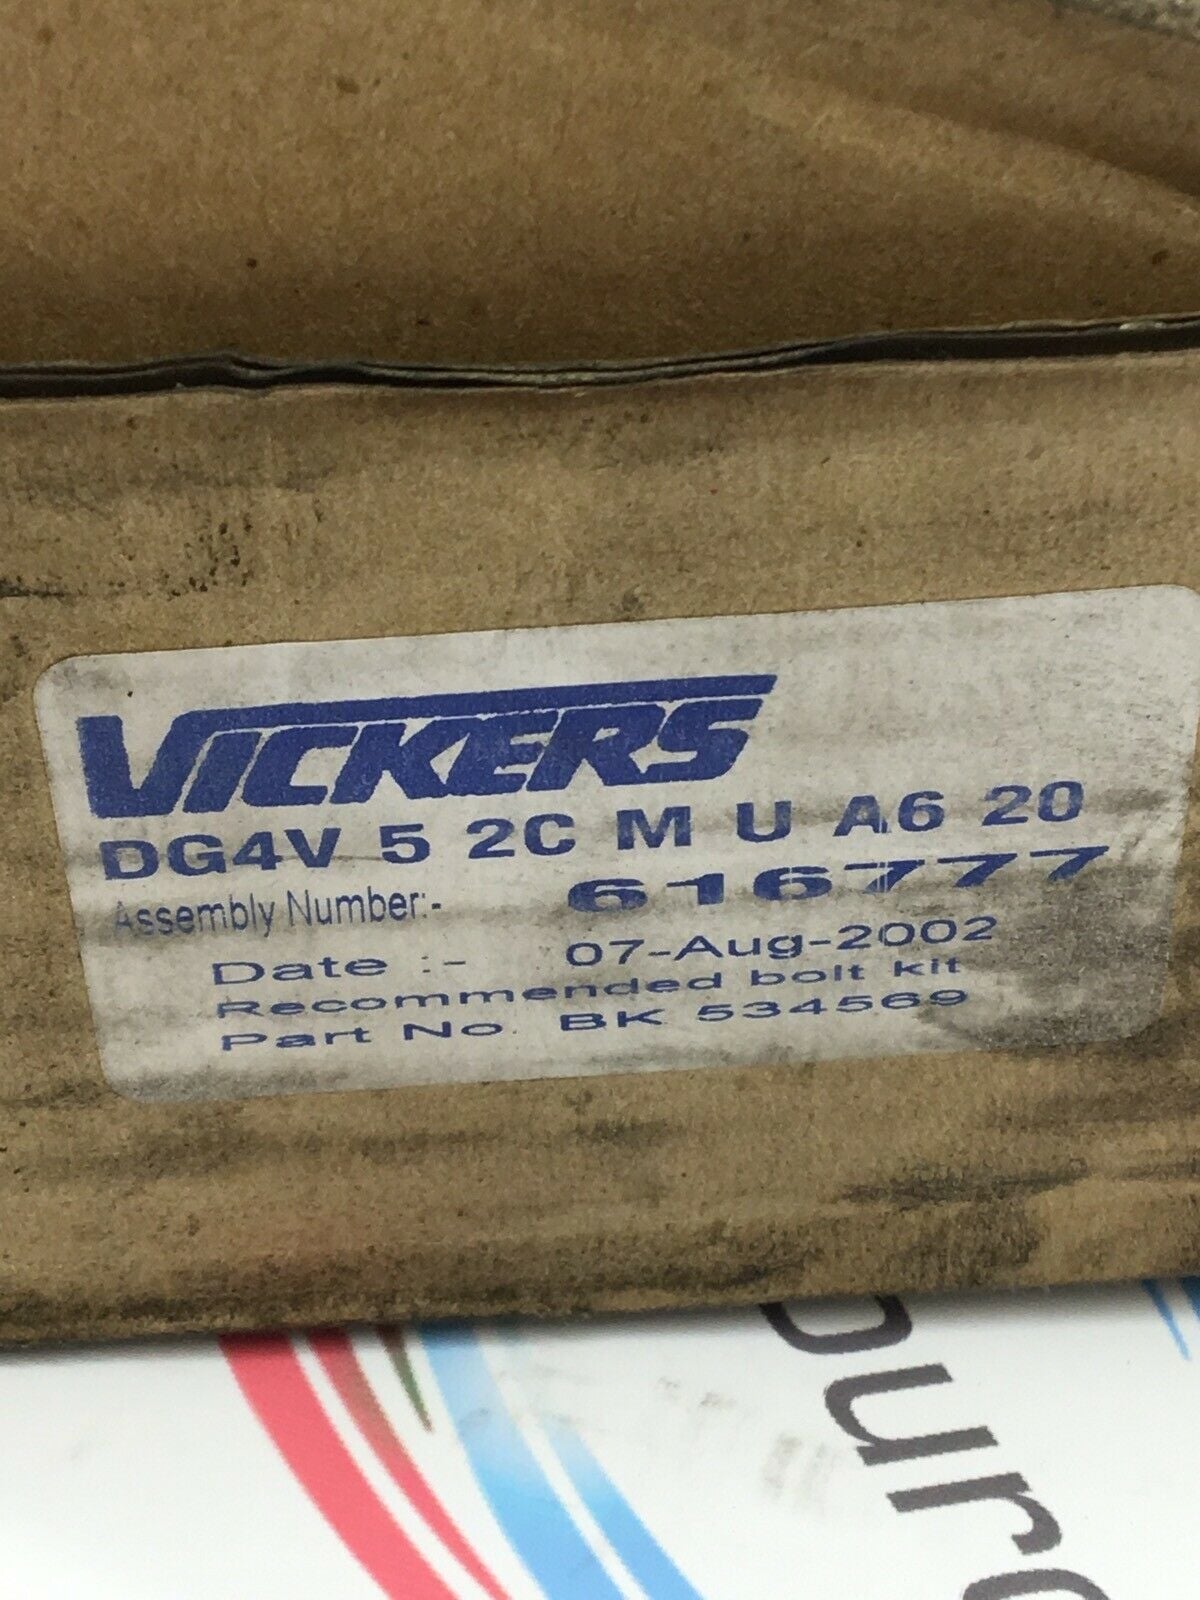 VICKERS
DG4V 5 2C M U A6 20
Assembly Number:- 616777
Date :- 07-Aug-2002
Recommended bolt kit
Part No. BK 534569